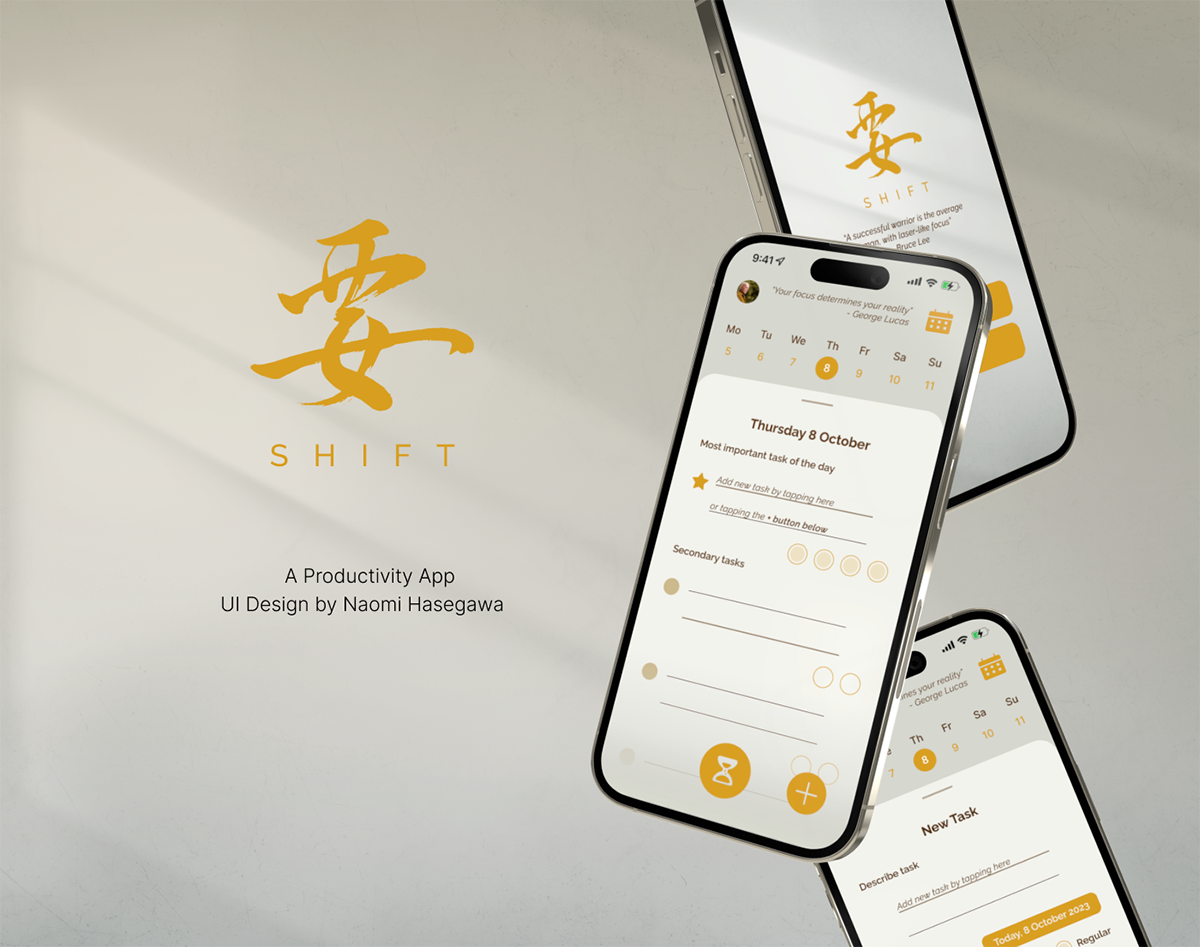 要
SHIFT
A Productivity App
UI Design by Naomi Hasegawa
要
SHIFT
"A successful warrior is the average
man, with laser-like focus"
Bruce Lee
9:41
"Your focus determines your reality"
- George Lucas
Mo Tu We Th Fr Sa Su
5 6 7 8 9 10 11
Thursday 8 October
Most important task of the day
Add new task by tapping here
or tapping the + button below
Secondary tasks
reality"
- George Lucas
Th Fr Sa Su
7 8 9 10 11
New Task
Describe task
Add new task by tapping here
Today, 8 October 2023
Regular